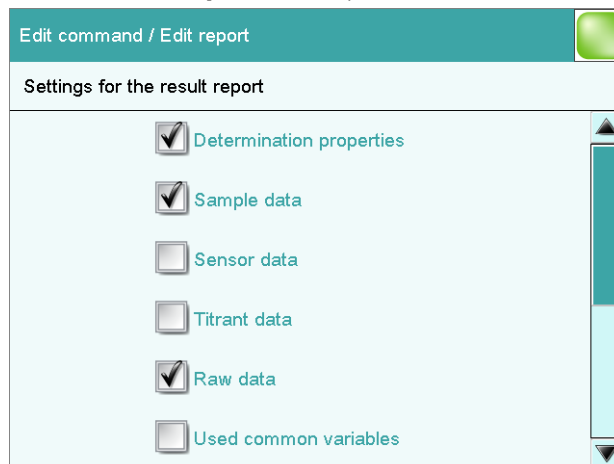 Edit command / Edit report
Settings for the result report
Determination properties
Sample data
Sensor data
Titrant data
Raw data
Used common variables